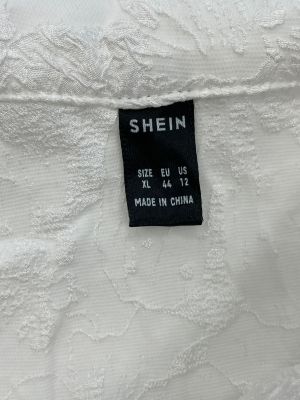 SHEIN
SIZE EU US
XL 44 12
MADE IN CHINA